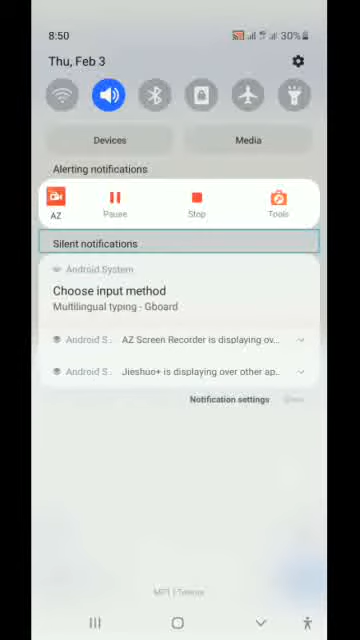 8:50
30%
Thu, Feb 3
Devices
Media
Alerting notifications
AZ
Pause
Stop
Tools
Silent notifications
Android System
Choose input method
Multilingual typing - Gboard
Android S..
AZ Screen Recorder is displaying ov...
Android S..
Jieshuo+ is displaying over other ap..
Notification settings